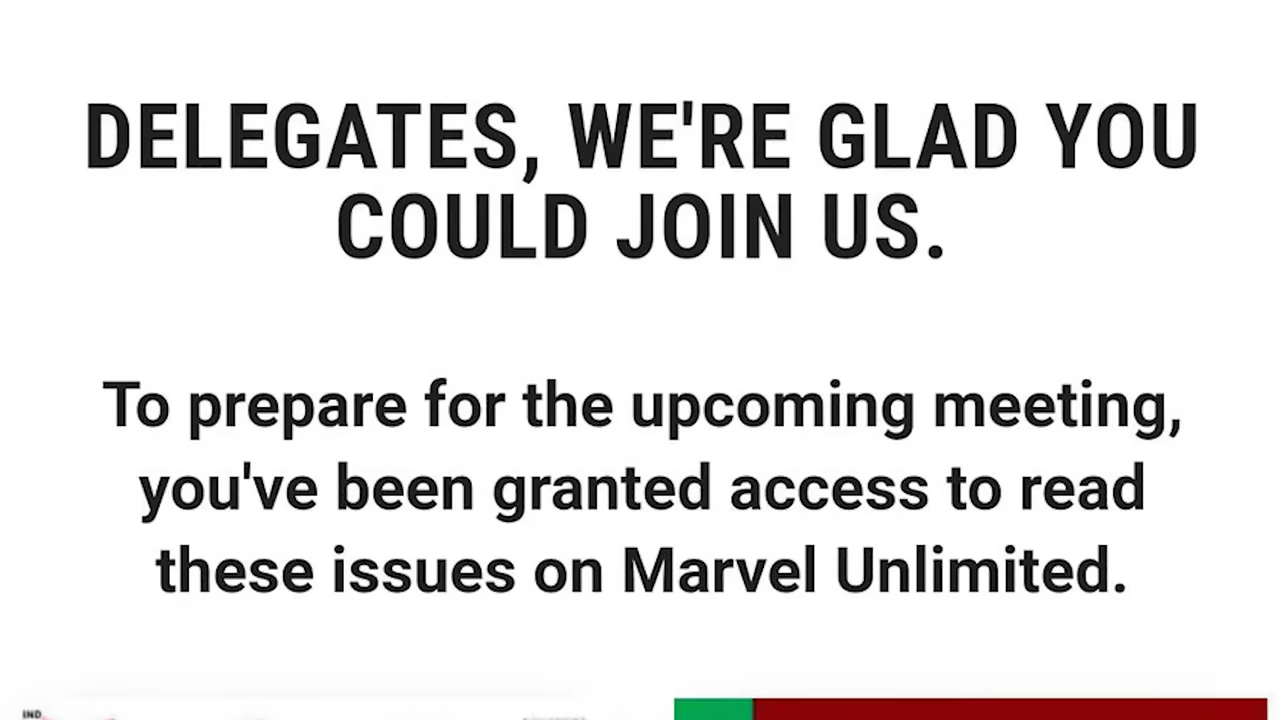 DELEGATES, WE'RE GLAD YOU
COULD JOIN US.
To prepare for the upcoming meeting,
you've been granted access to read
these issues on Marvel Unlimited.
IND